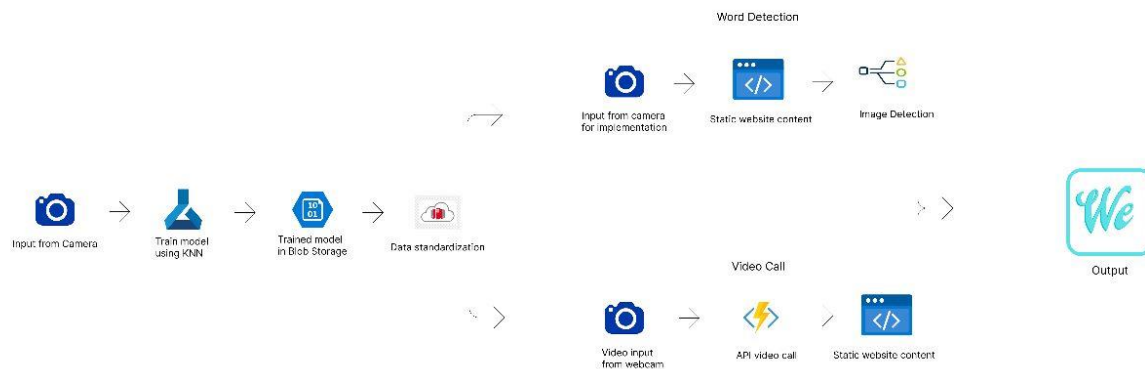 Word Detection
Input from camera
for implementation
Static website content
Image Detection
Input from Camera
Train model
using KNN
10
01
Trained model
in Blob Storage
Data standardization
We
Output
Video Call
Video input
from webcam
API video call
Static website content